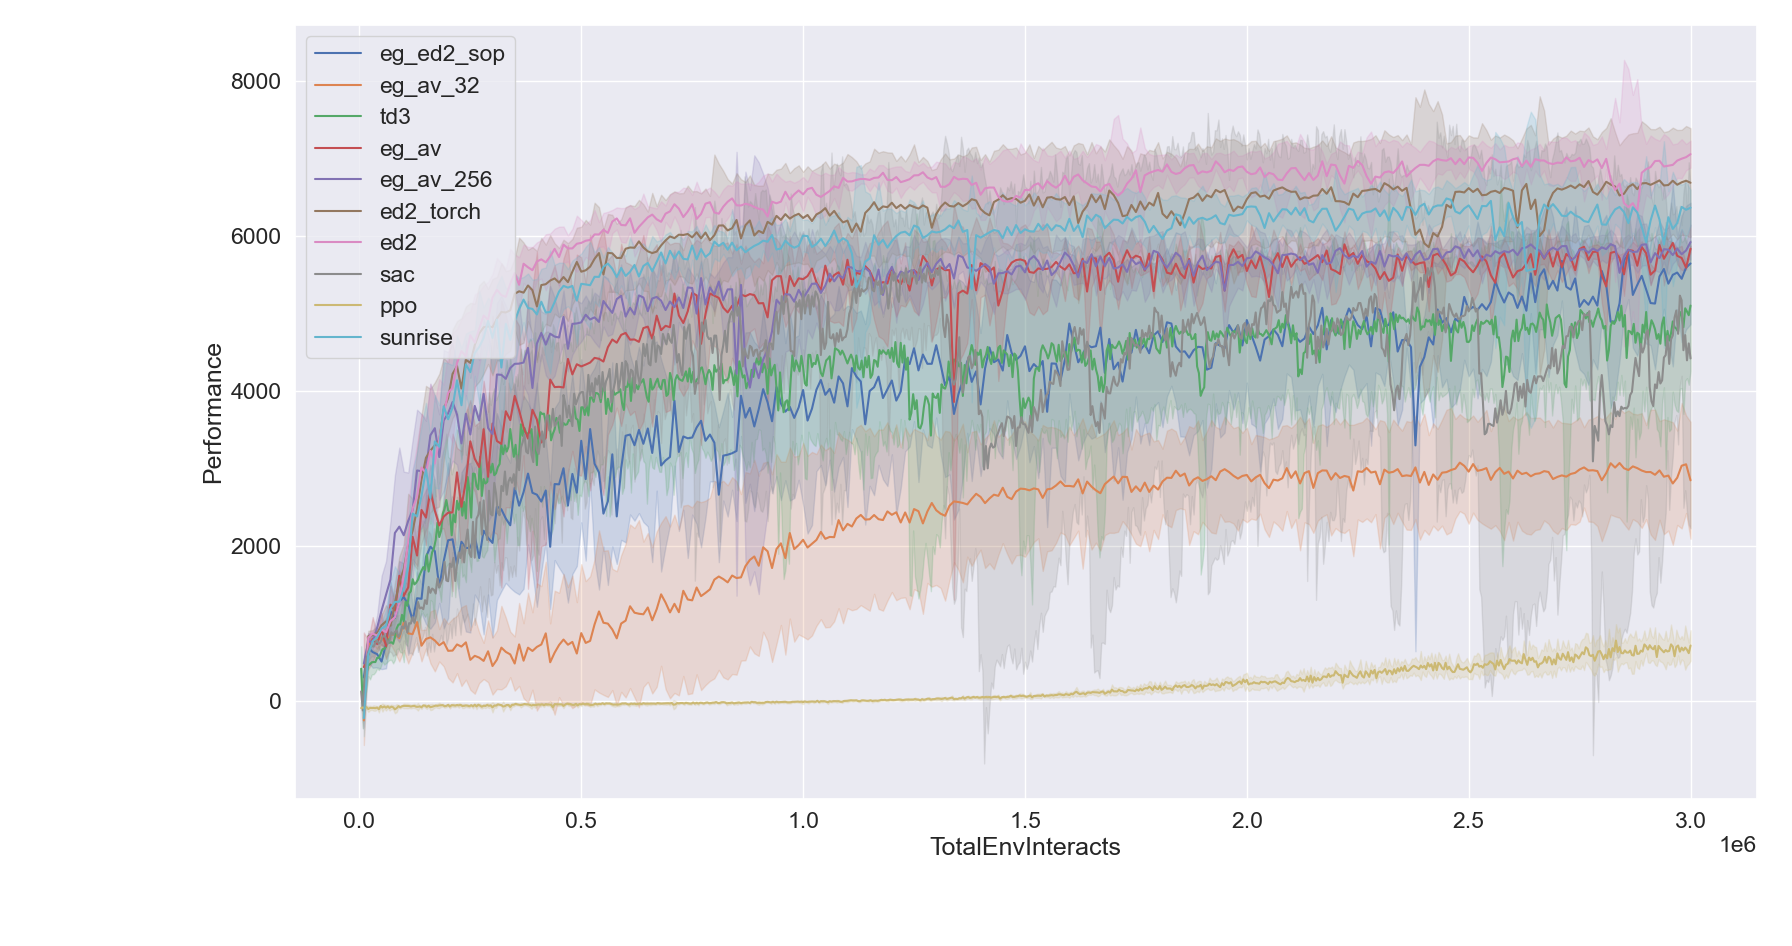 eg_ed2_sop
eg_av_32
td3
eg_av
eg_av_256
ed2_torch
ed2
sac
ppo
sunrise
8000
6000
4000
2000
0
Performance
0.0 0.5 1.0 1.5 2.0 2.5 3.0
TotalEnvInteracts
1e6